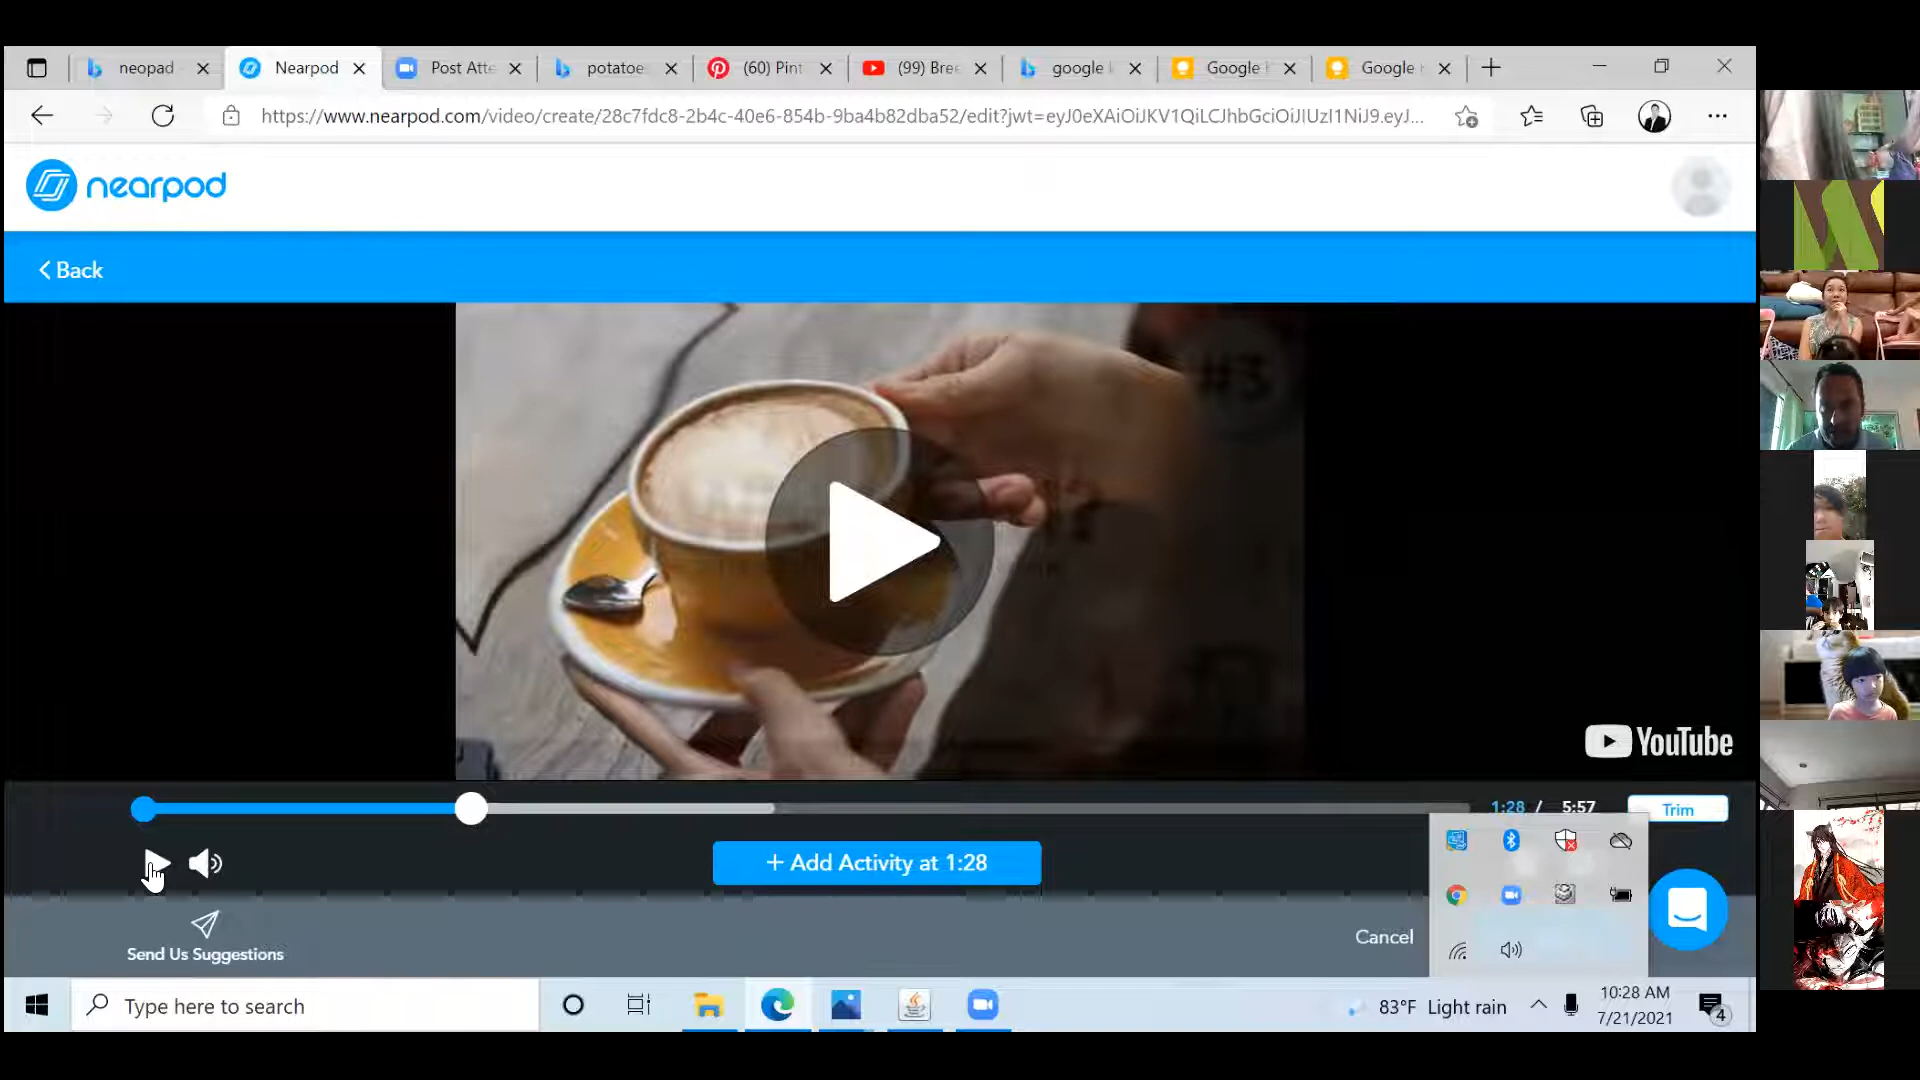 neopad
Nearpod
Post Atte
potatoe
(60) Pint
(99) Bre
google
Google
Google
https://www.nearpod.com/video/create/28c7fdc8-2b4c-40e6-854b-9ba4b82dba52/edit?jwt=eyJ0eXAiOiJKV1QiLCJhbGciOiJIUzI1NiJ9.eyJ...
nearpod
Back
#3
YouTube
1:28 / 5:57
Trim
+ Add Activity at 1:28
Send Us Suggestions
Cancel
Type here to search
83°F Light rain
10:28 AM
7/21/2021
4